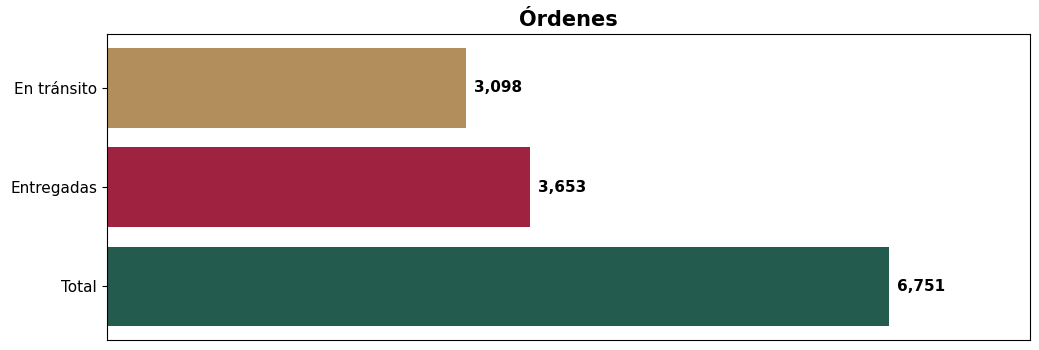 Órdenes
En tránsito 3,098
Entregadas 3,653
Total 6,751